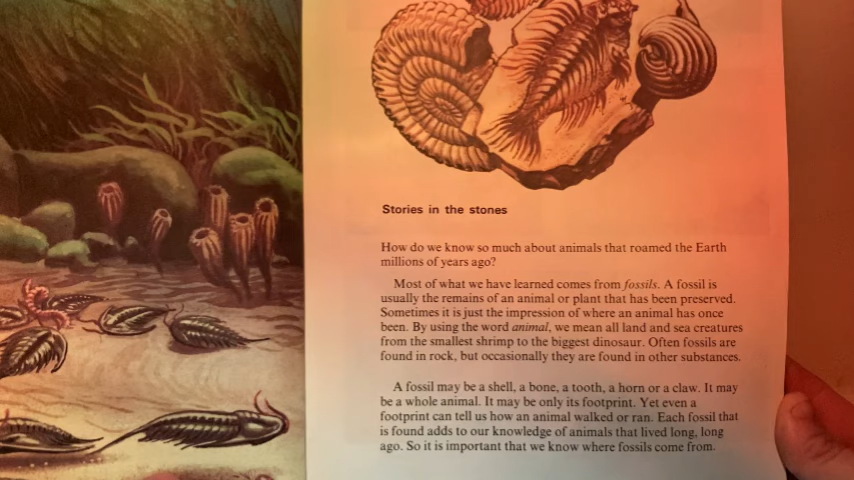 Stories in the stones
How do we know so much about animals that roamed the Earth
millions of years ago?
Most of what we have learned comes from fossils. A fossil is
usually the remains of an animal or plant that has been preserved.
Sometimes it is just the impression of where an animal has once
been. By using the word animal, we mean all land and sea creatures
from the smallest shrimp to the biggest dinosaur. Often fossils are
found in rock, but occasionally they are found in other substances.
A fossil may be a shell, a bone, a tooth, a horn or a claw. It may
be a whole animal. It may be only its footprint. Yet even a
footprint can tell us how an animal walked or ran. Each fossil that
is found adds to our knowledge of animals that lived long, long
ago. So it is important that we know where fossils come from.